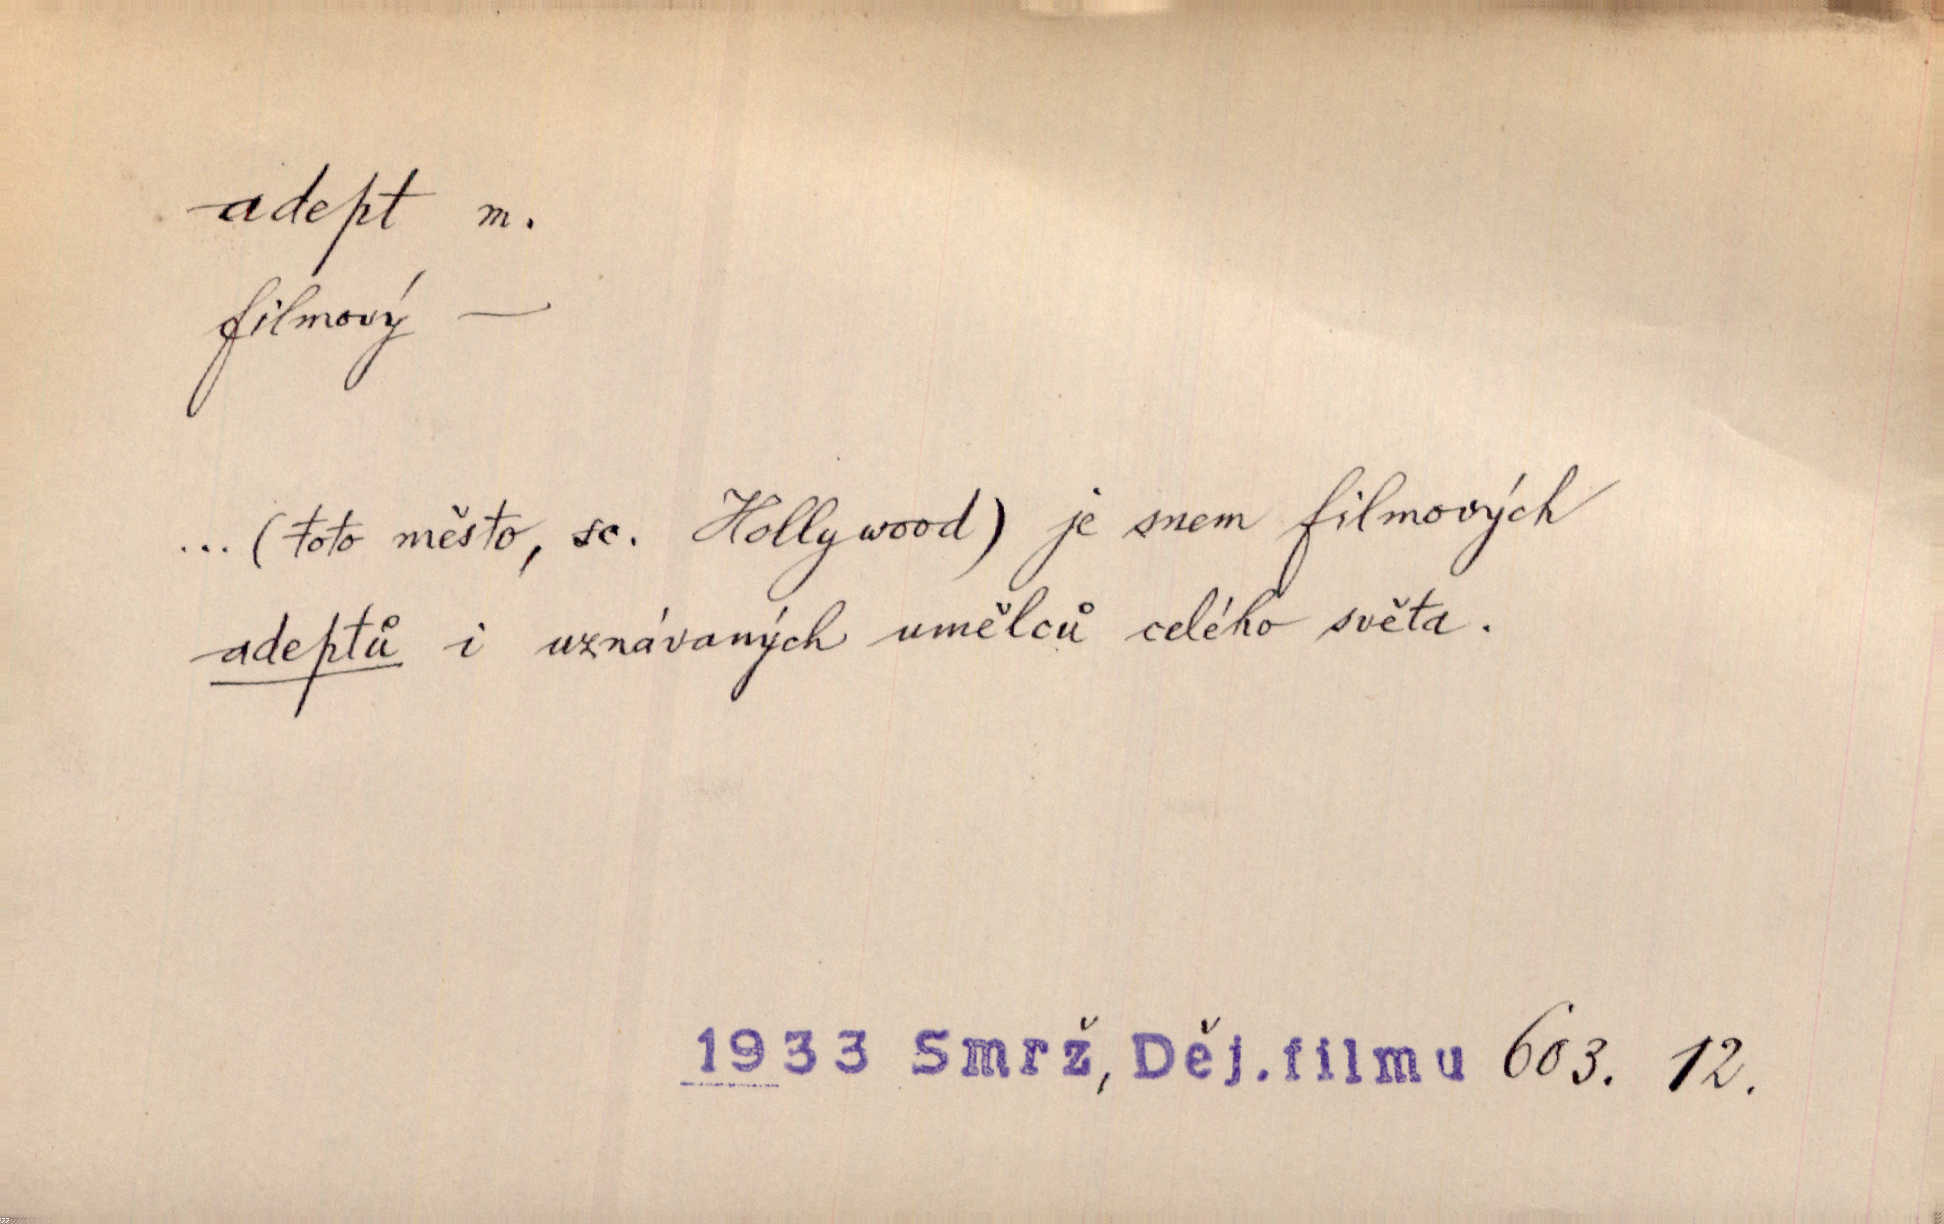 adept m.
filmový —
... (toto město, sc. Hollywood) je snem filmových
adeptů i uznávaných umělců celého světa.
1933 Smrž, Děj. filmu 603. 12.